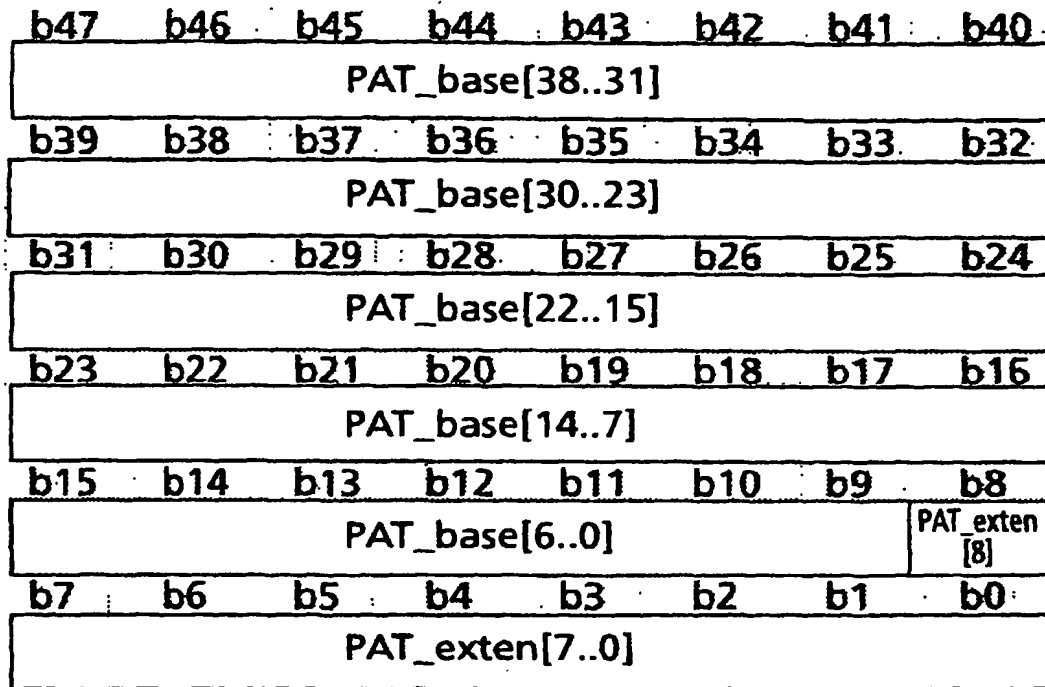 b47 b46 b45 b44 b43 b42 b41 b40
PAT_base[38..31]
b39 b38 b37 b36 b35 b34 b33 b32
PAT_base[30..23]
b31 b30 b29 b28 b27 b26 b25 b24
PAT_base[22..15]
b23 b22 b21 b20 b19 b18 b17 b16
PAT_base[14..7]
b15 b14 b13 b12 b11 b10 b9 b8
PAT_base[6..0] PAT_exten
[8]
b7 b6 b5 b4 b3 b2 b1 b0
PAT_exten[7..0]